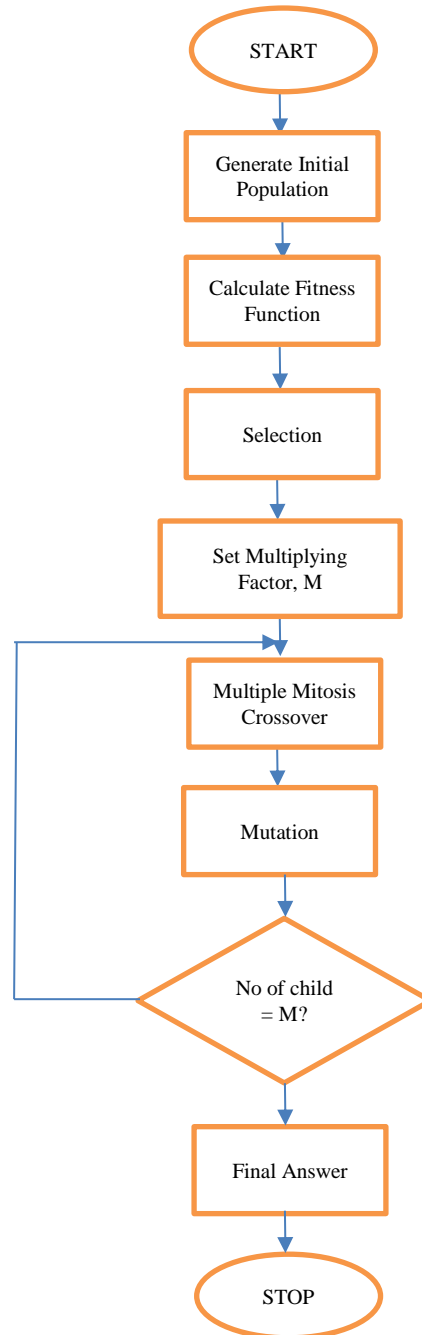 START
Generate Initial
Population
Calculate Fitness
Function
Selection
Set Multiplying
Factor, M
Multiple Mitosis
Crossover
Mutation
No of child
= M?
Final Answer
STOP